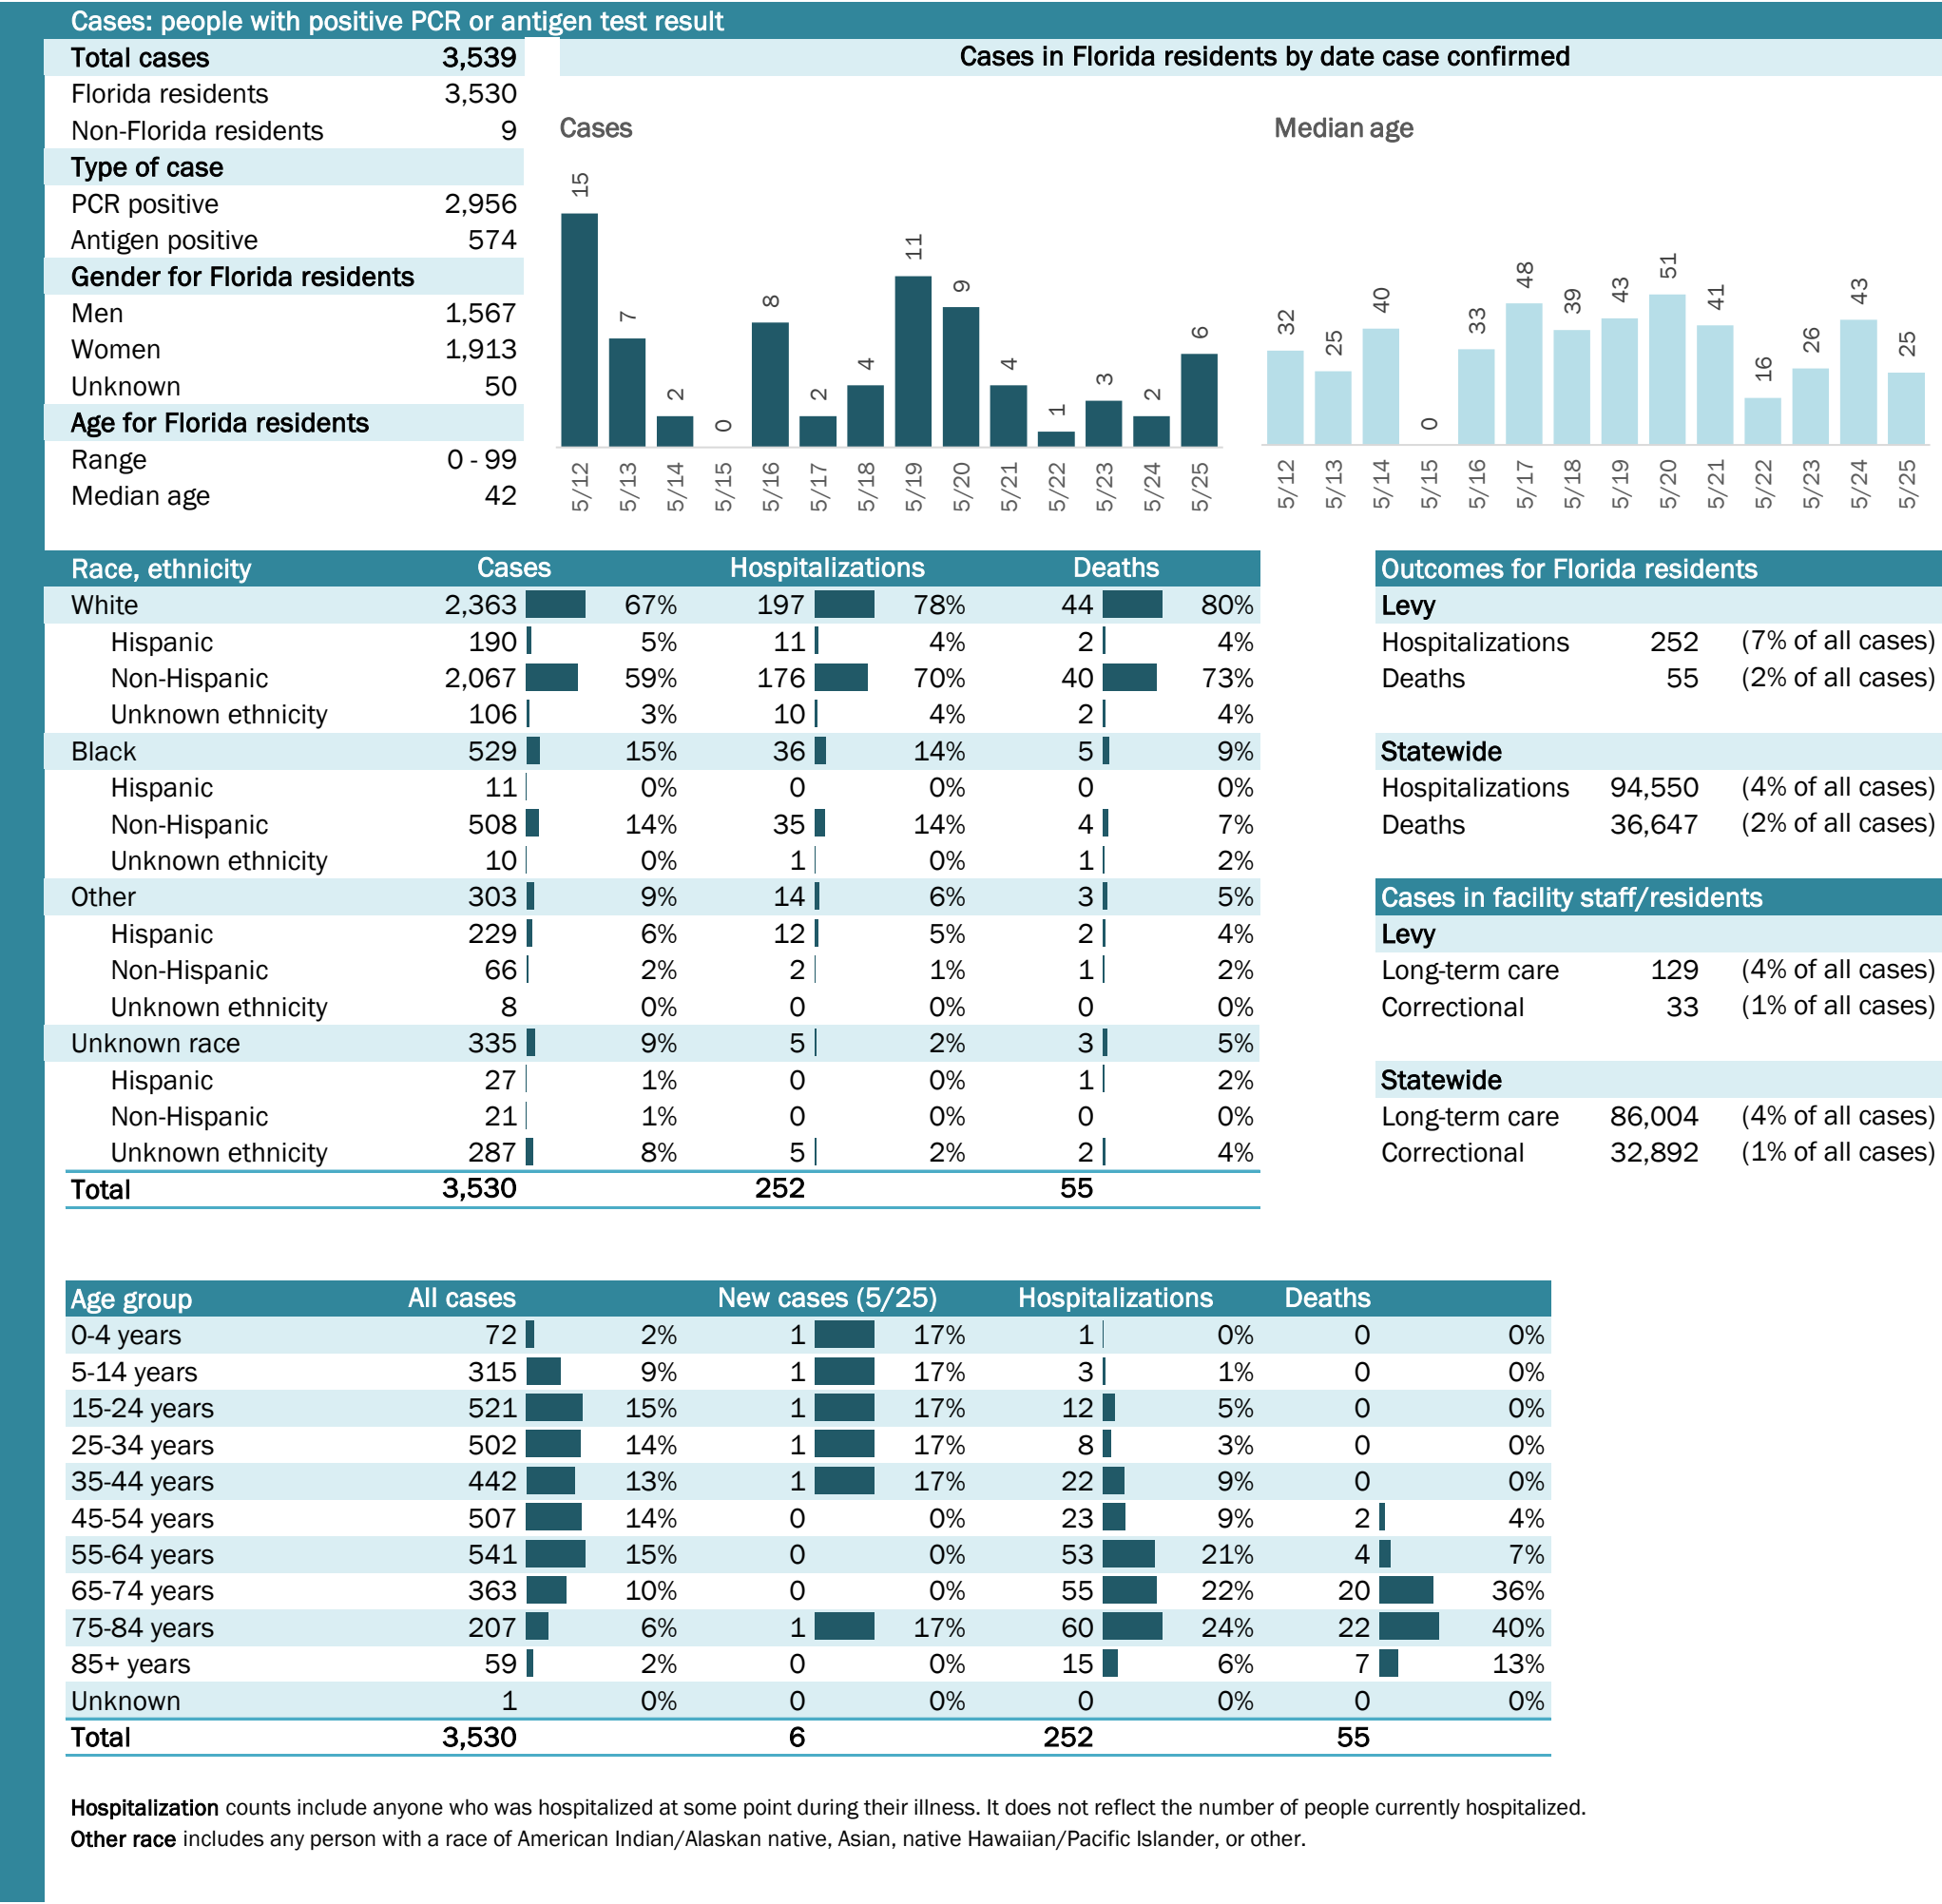 Cases: people with positive PCR or antigen test result
Total cases 3,539
Florida residents 3,530
Non-Florida residents 9
Type of case
PCR positive 2,956
Antigen positive 574
Gender for Florida residents
Men 1,567
Women 1,913
Unknown 50
Age for Florida residents
Range 0 - 99
Median age 42
Cases in Florida residents by date case confirmed
Cases
15 7 2 0 8 2 4 11 9 4 1 3 2 6
5/12 5/13 5/14 5/15 5/16 5/17 5/18 5/19 5/20 5/21 5/22 5/23 5/24 5/25
Median age
32 25 40 0 33 48 39 43 51 41 16 26 43 25
5/12 5/13 5/14 5/15 5/16 5/17 5/18 5/19 5/20 5/21 5/22 5/23 5/24 5/25
Race, ethnicity Cases Hospitalizations Deaths
White 2,363 67% 197 78% 44 80%
Hispanic 190 5% 11 4% 2 4%
Non-Hispanic 2,067 59% 176 70% 40 73%
Unknown ethnicity 106 3% 10 4% 2 4%
Black 529 15% 36 14% 5 9%
Hispanic 11 0% 0 0% 0 0%
Non-Hispanic 508 14% 35 14% 4 7%
Unknown ethnicity 10 0% 1 0% 1 2%
Other 303 9% 14 6% 3 5%
Hispanic 229 6% 12 5% 2 4%
Non-Hispanic 66 2% 2 1% 1 2%
Unknown ethnicity 8 0% 0 0% 0 0%
Unknown race 335 9% 5 2% 3 5%
Hispanic 27 1% 0 0% 1 2%
Non-Hispanic 21 1% 0 0% 0 0%
Unknown ethnicity 287 8% 5 2% 2 4%
Total 3,530 252 55
Outcomes for Florida residents
Levy
Hospitalizations 252 (7% of all cases)
Deaths 55 (2% of all cases)
Statewide
Hospitalizations 94,550 (4% of all cases)
Deaths 36,647 (2% of all cases)
Cases in facility staff/residents
Levy
Long-term care 129 (4% of all cases)
Correctional 33 (1% of all cases)
Statewide
Long-term care 86,004 (4% of all cases)
Correctional 32,892 (1% of all cases)
Age group All cases New cases (5/25) Hospitalizations Deaths
0-4 years 72 2% 1 17% 1 0% 0 0%
5-14 years 315 9% 1 17% 3 1% 0 0%
15-24 years 521 15% 1 17% 12 5% 0 0%
25-34 years 502 14% 1 17% 8 3% 0 0%
35-44 years 442 13% 1 17% 22 9% 0 0%
45-54 years 507 14% 0 0% 23 9% 2 4%
55-64 years 541 15% 0 0% 53 21% 4 7%
65-74 years 363 10% 0 0% 55 22% 20 36%
75-84 years 207 6% 1 17% 60 24% 22 40%
85+ years 59 2% 0 0% 15 6% 7 13%
Unknown 1 0% 0 0% 0 0% 0 0%
Total 3,530 6 252 55
Hospitalization counts include anyone who was hospitalized at some point during their illness. It does not reflect the number of people currently hospitalized.
Other race includes any person with a race of American Indian/Alaskan native, Asian, native Hawaiian/Pacific Islander, or other.